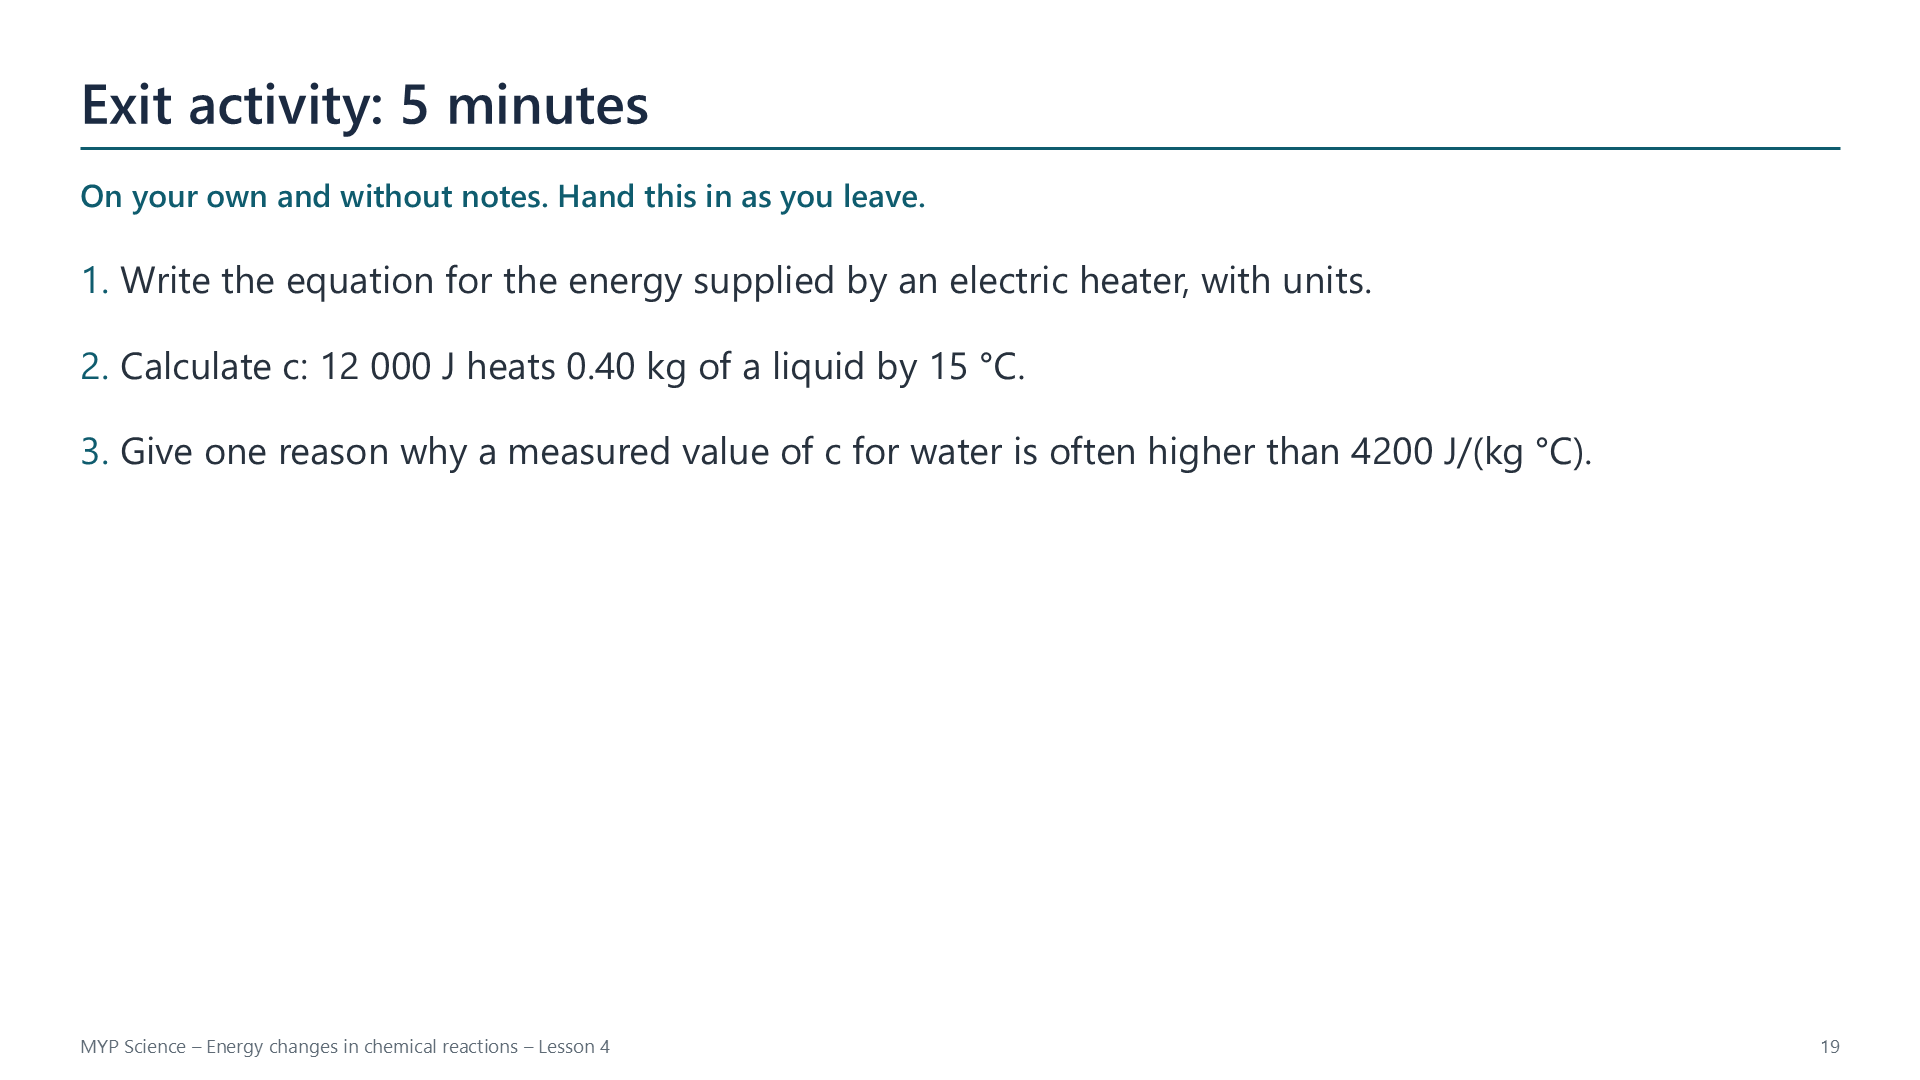 Exit activity: 5 minutes
On your own and without notes. Hand this in as you leave.
1. Write the equation for the energy supplied by an electric heater, with units.
2. Calculate c: 12 000 J heats 0.40 kg of a liquid by 15 °C.
3. Give one reason why a measured value of c for water is often higher than 4200 J/(kg °C).
MYP Science – Energy changes in chemical reactions – Lesson 4
19